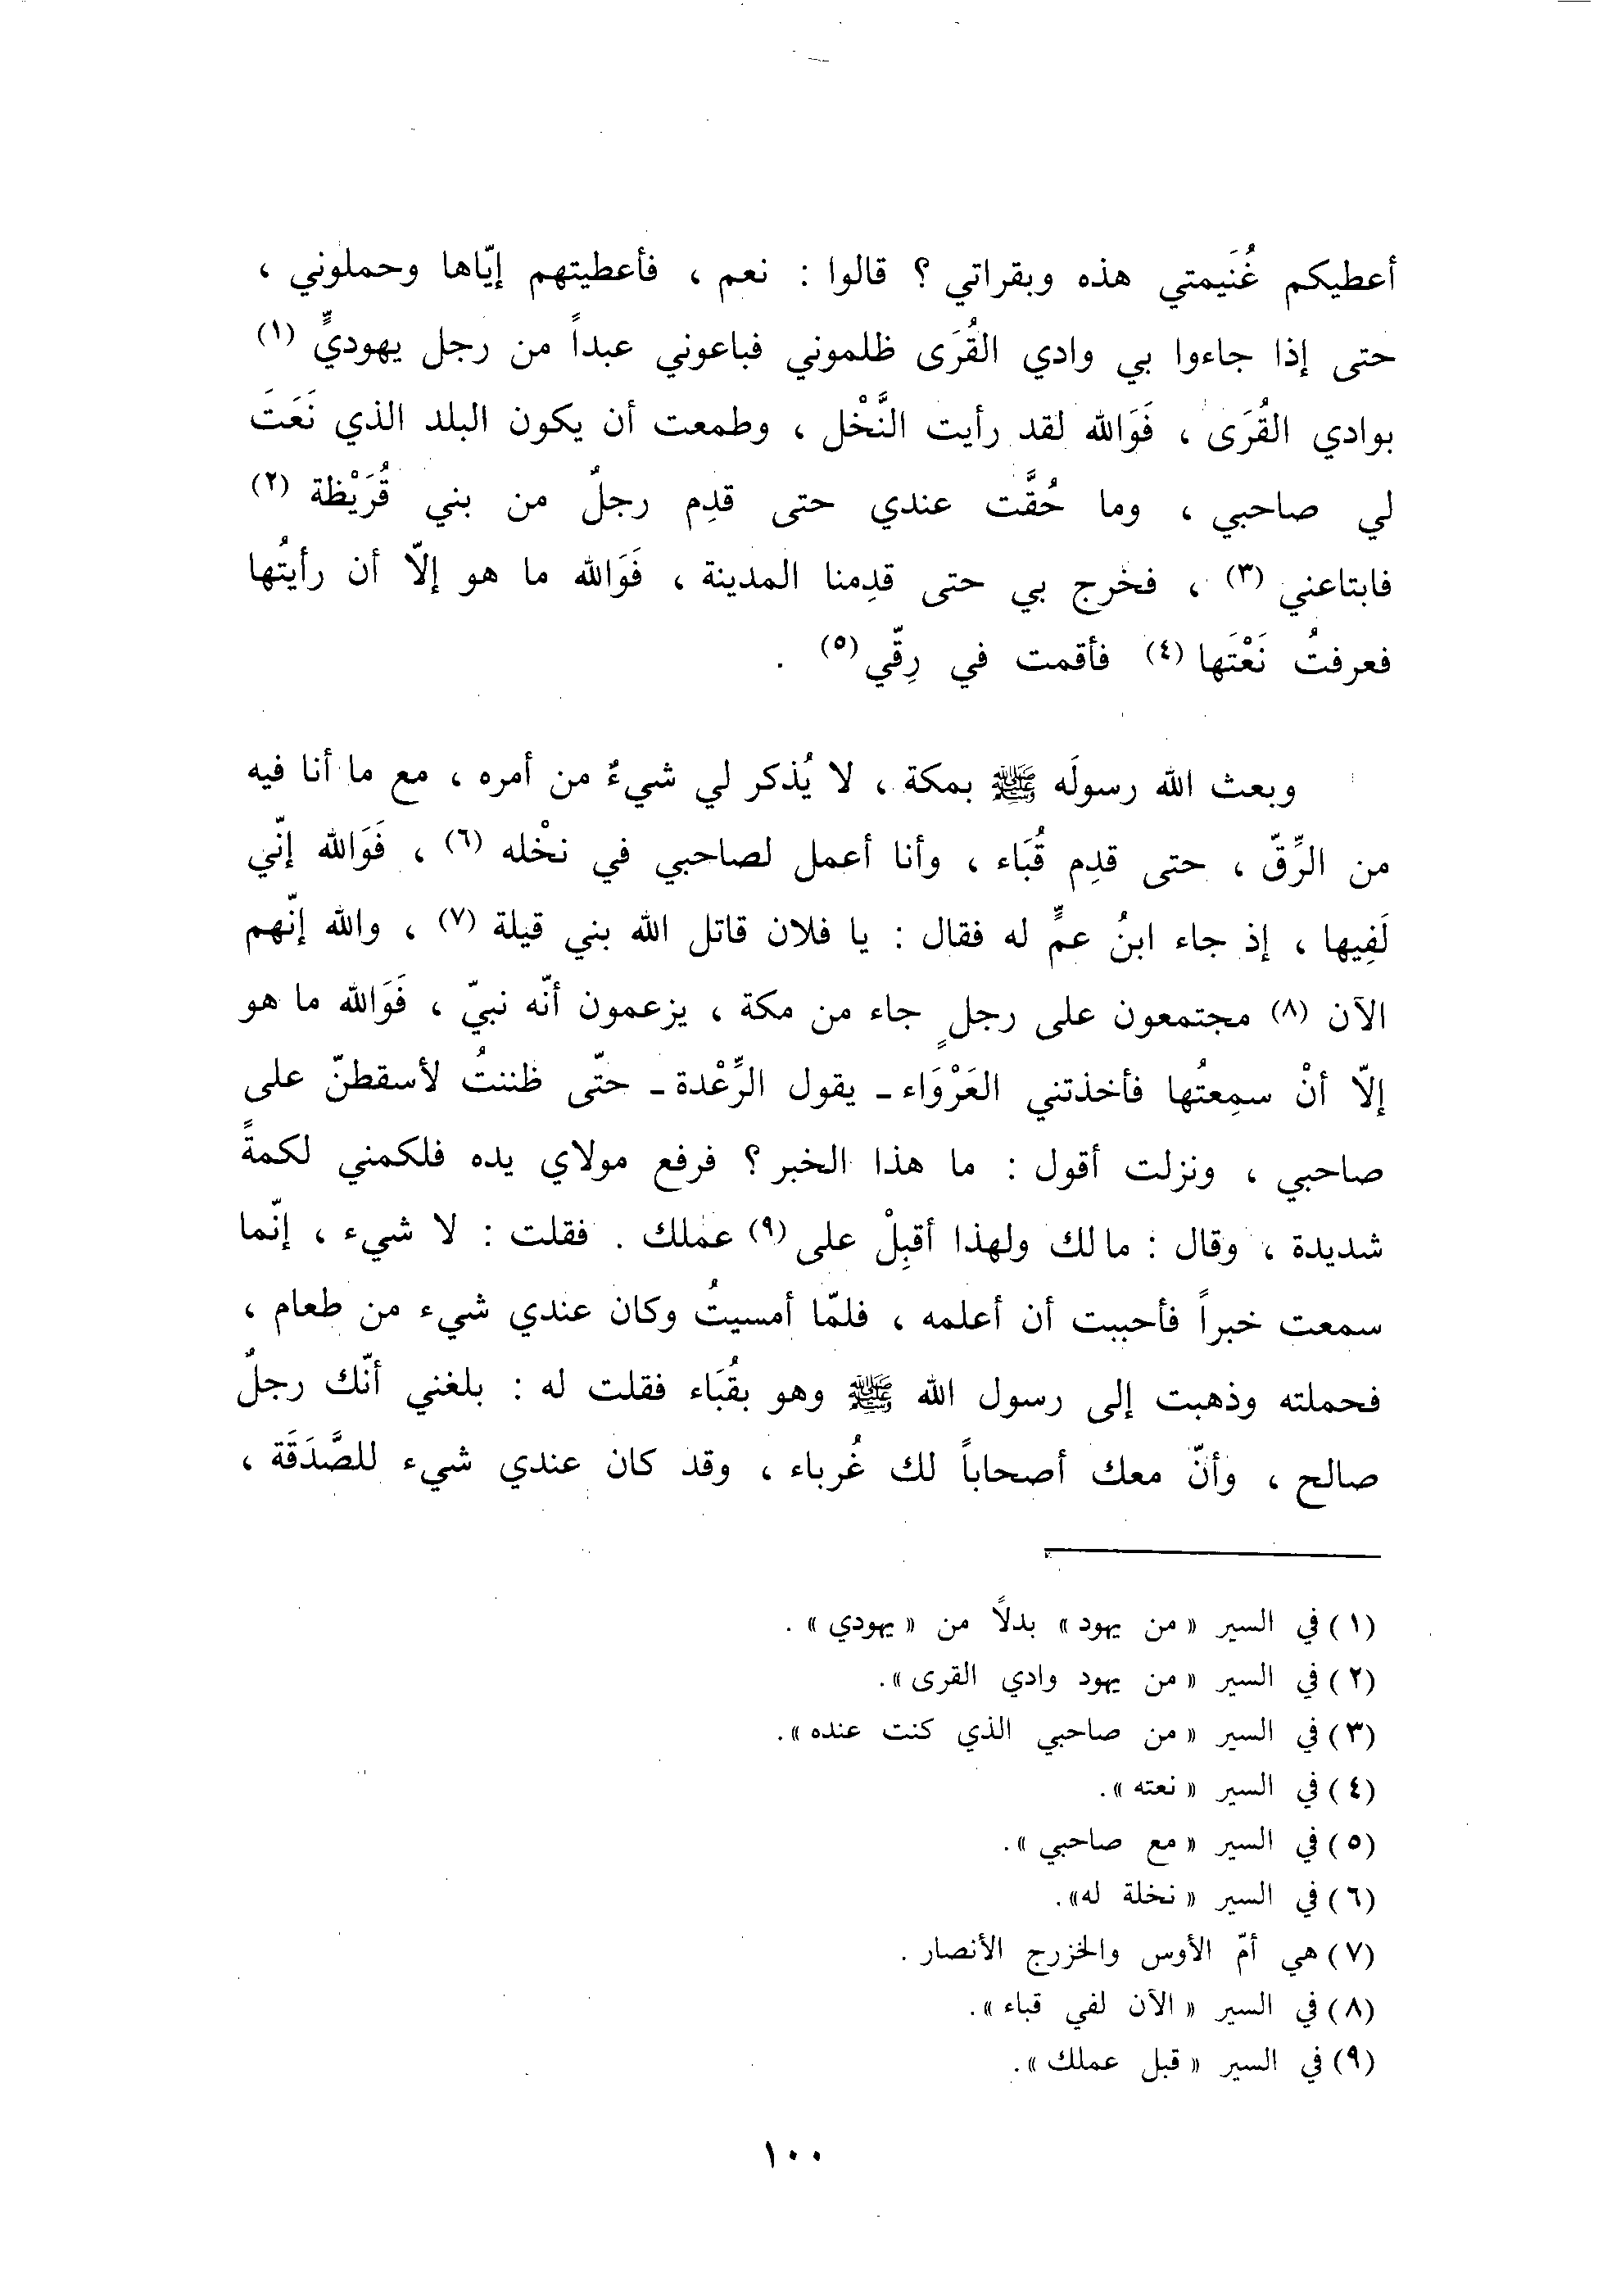 أعطيكم غُنَيمتي هذه وبقراتي ؟ قالوا : نعم ، فأعطيتهم إيّاها وحملوني ،
حتى إذا جاءوا بي وادي القُرَى ظلموني فباعوني عبداً من رجل يهوديٍّ (١)
بوادي القُرَى ، فَوَالله لقد رأيت النَّخْل ، وطمعت أن يكون البلد الذي نَعَتَ
لي صاحبي ، وما حُقَّت عندي حتى قدِم رجلٌ من بني قُرَيْظة (٢)
فابتاعني (٣) ، فخرج بي حتى قدِمنا المدينة ، فَوَالله ما هو إلاّ أن رأيتُها
فعرفتُ نَعْتَها (٤) فأقمت في رِقّي (٥) .
وبعث الله رسولَه ﷺ بمكة ، لا يُذكر لي شيءٌ من أمره ، مع ما أنا فيه
من الرِّقّ ، حتى قدِم قُبَاء ، وأنا أعمل لصاحبي في نخْله (٦) ، فَوَالله إنّي
لَفِيها ، إذ جاء ابنُ عمٍّ له فقال : يا فلان قاتل الله بني قيلة (٧) ، والله إنّهم
الآن (٨) مجتمعون على رجلٍ جاء من مكة ، يزعمون أنّه نبيّ ، فَوَالله ما هو
إلاّ أنْ سمِعتُها فأخذتني العَرْوَاء ـ يقول الرِّعْدة ـ حتّى ظننتُ لأسقطنّ على
صاحبي ، ونزلت أقول : ما هذا الخبر ؟ فرفع مولاي يده فلكمني لكمةً
شديدة ، وقال : مالك ولهذا أقبِلْ على (٩) عملك . فقلت : لا شيء ، إنّما
سمعت خبراً فأحببت أن أعلمه ، فلمّا أمسيتُ وكان عندي شيء من طعام ،
فحملته وذهبت إلى رسول الله ﷺ وهو بقُبَاء فقلت له : بلغني أنّك رجلٌ
صالح ، وأنّ معك أصحاباً لك غُرباء ، وقد كان عندي شيء للصَّدَقَة ،
(١) في السير « من يهود » بدلًا من « يهودي » .
(٢) في السير « من يهود وادي القرى ».
(٣) في السير « من صاحبي الذي كنت عنده ».
(٤) في السير « نعته ».
(٥) في السير « مع صاحبي ».
(٦) في السير « نخلة له».
(٧) هي أمّ الأوس والخزرج الأنصار .
(٨) في السير « الآن لفي قباء ».
(٩) في السير « قبل عملك ».
١٠٠